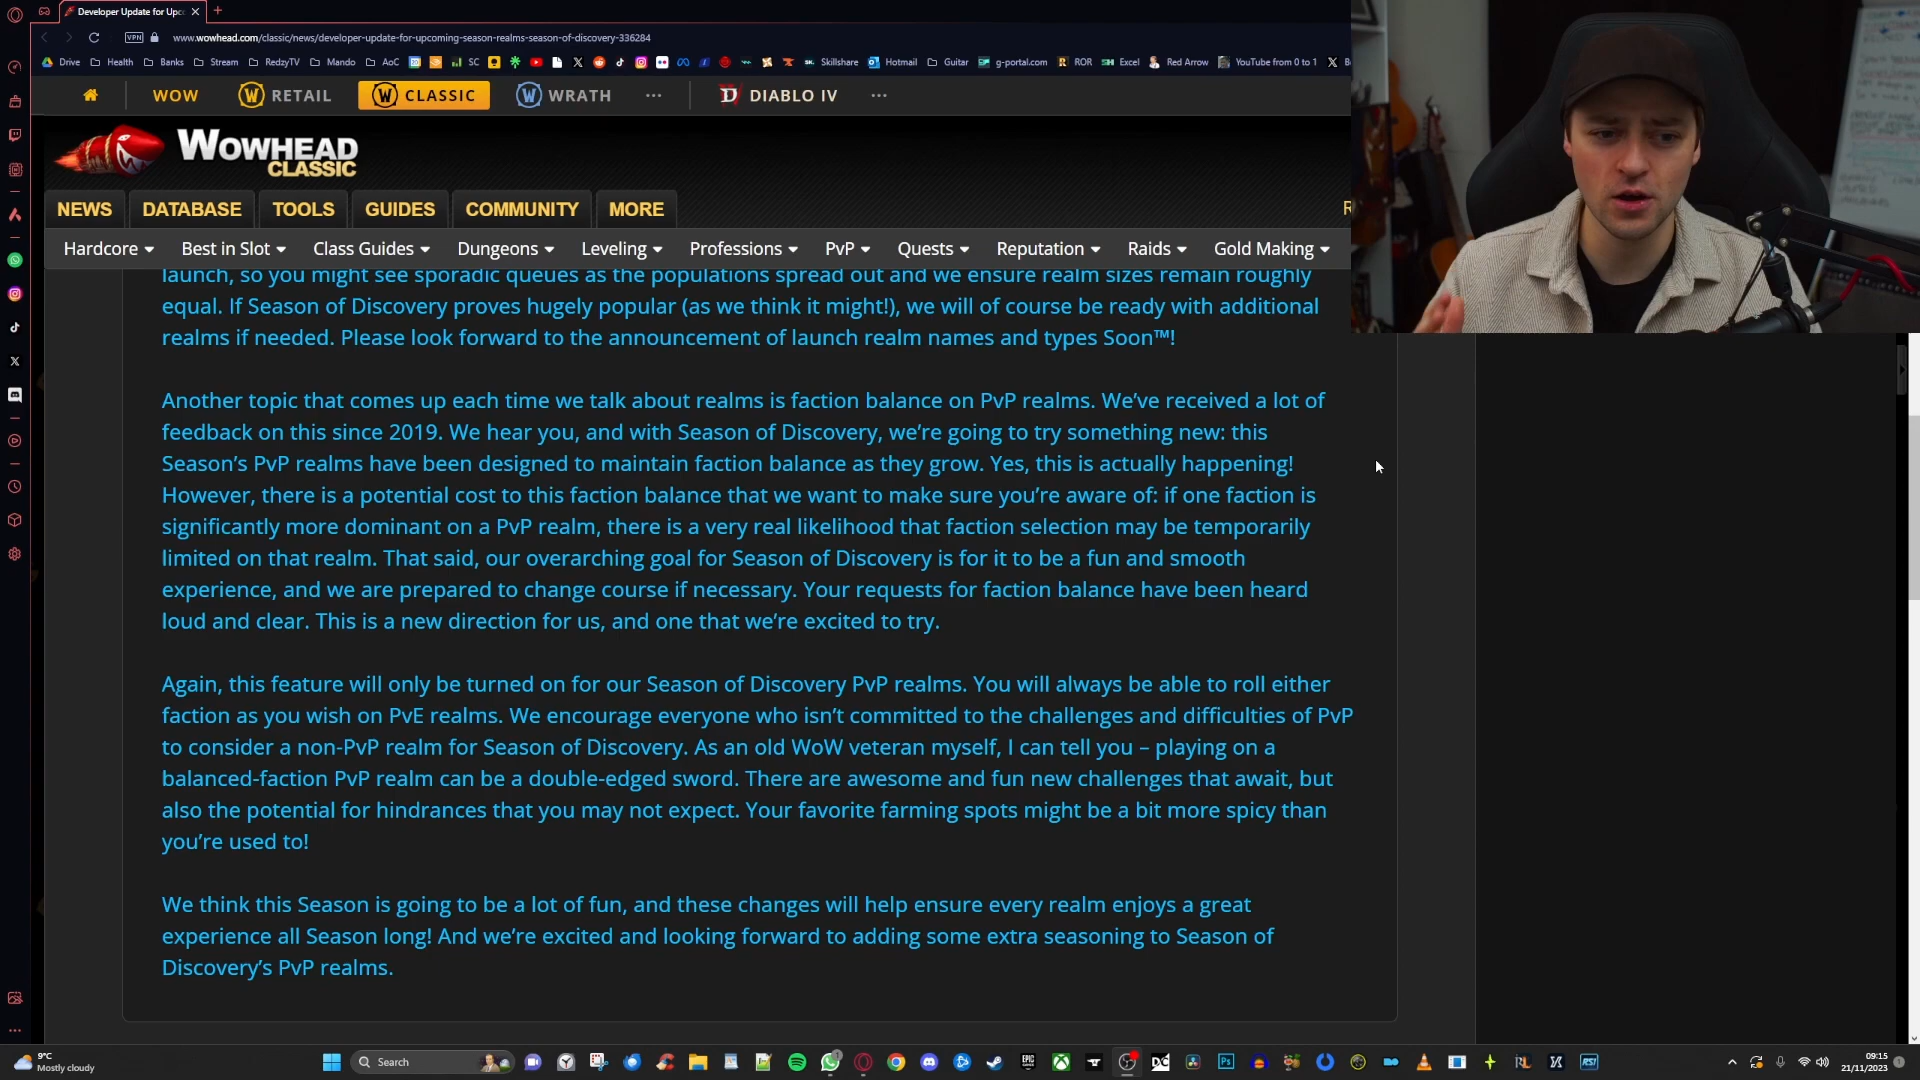 Developer Update for Upc
www.wowhead.com/classic/news/developer-update-for-upcoming-season-realms-season-of-discovery-336284
VPN
Drive Health Banks Stream RedzyTV Mando AoC SC Skillshare Hotmail Guitar g-portal.com ROR Excel Red Arrow YouTube from 0 to 1
WOW RETAIL CLASSIC WRATH ... DIABLO IV ...
WOWHEAD
CLASSIC
NEWS DATABASE TOOLS GUIDES COMMUNITY MORE
Hardcore Best in Slot Class Guides Dungeons Leveling Professions PvP Quests Reputation Raids Gold Making
launch, so you might see sporadic queues as the populations spread out and we ensure realm sizes remain roughly
equal. If Season of Discovery proves hugely popular (as we think it might!), we will of course be ready with additional
realms if needed. Please look forward to the announcement of launch realm names and types Soon™!
Another topic that comes up each time we talk about realms is faction balance on PvP realms. We’ve received a lot of
feedback on this since 2019. We hear you, and with Season of Discovery, we’re going to try something new: this
Season’s PvP realms have been designed to maintain faction balance as they grow. Yes, this is actually happening!
However, there is a potential cost to this faction balance that we want to make sure you’re aware of: if one faction is
significantly more dominant on a PvP realm, there is a very real likelihood that faction selection may be temporarily
limited on that realm. That said, our overarching goal for Season of Discovery is for it to be a fun and smooth
experience, and we are prepared to change course if necessary. Your requests for faction balance have been heard
loud and clear. This is a new direction for us, and one that we’re excited to try.
Again, this feature will only be turned on for our Season of Discovery PvP realms. You will always be able to roll either
faction as you wish on PvE realms. We encourage everyone who isn’t committed to the challenges and difficulties of PvP
to consider a non-PvP realm for Season of Discovery. As an old WoW veteran myself, I can tell you – playing on a
balanced-faction PvP realm can be a double-edged sword. There are awesome and fun new challenges that await, but
also the potential for hindrances that you may not expect. Your favorite farming spots might be a bit more spicy than
you’re used to!
We think this Season is going to be a lot of fun, and these changes will help ensure every realm enjoys a great
experience all Season long! And we’re excited and looking forward to adding some extra seasoning to Season of
Discovery’s PvP realms.
9°C
Mostly cloudy
Search
09:15
21/11/2023